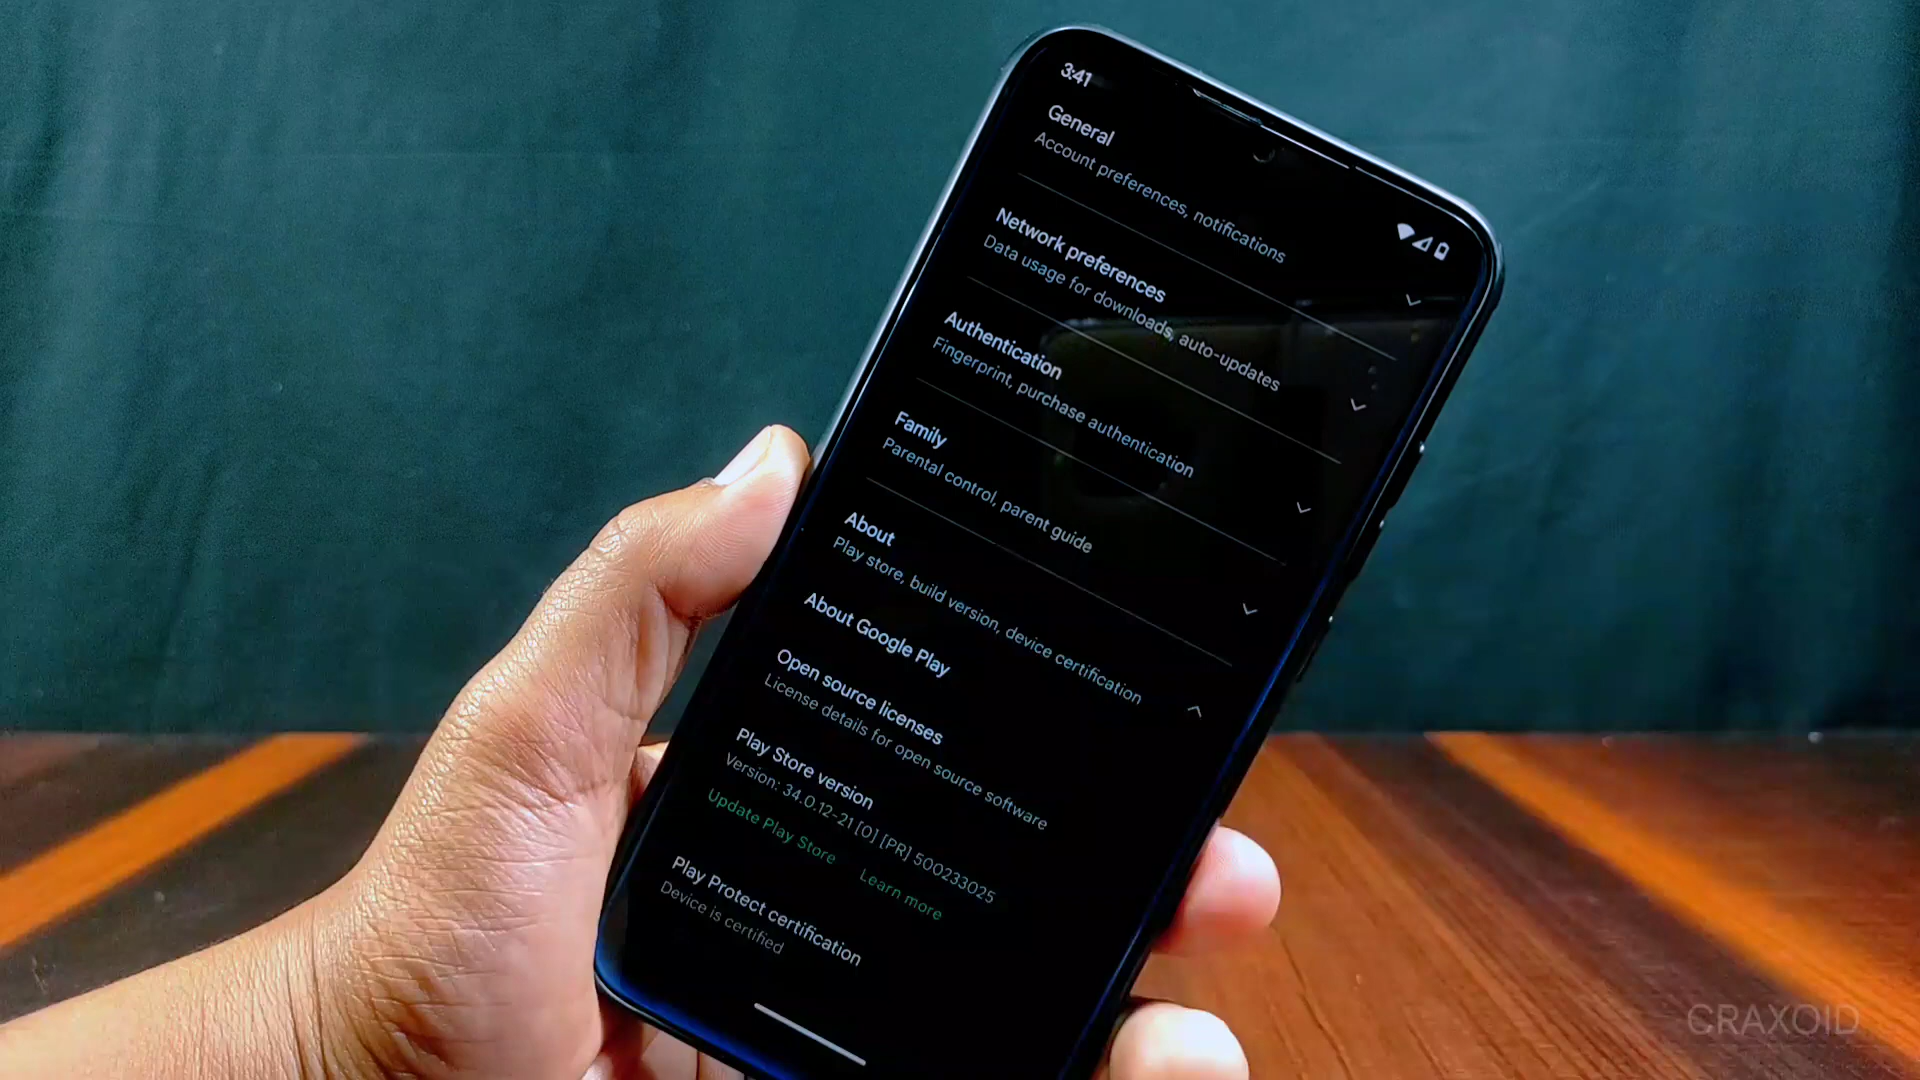 3:41
General
Account preferences, notifications
Network preferences
Data usage for downloads, auto-updates
Authentication
Fingerprint, purchase authentication
Family
Parental control, parent guide
About
Play store, build version, device certification
About Google Play
Open source licenses
License details for open source software
Play Store version
Version: 34.0.12-21 [0] [PR] 500233025
Update Play Store
Learn more
Play Protect certification
Device is certified
CRAXOID